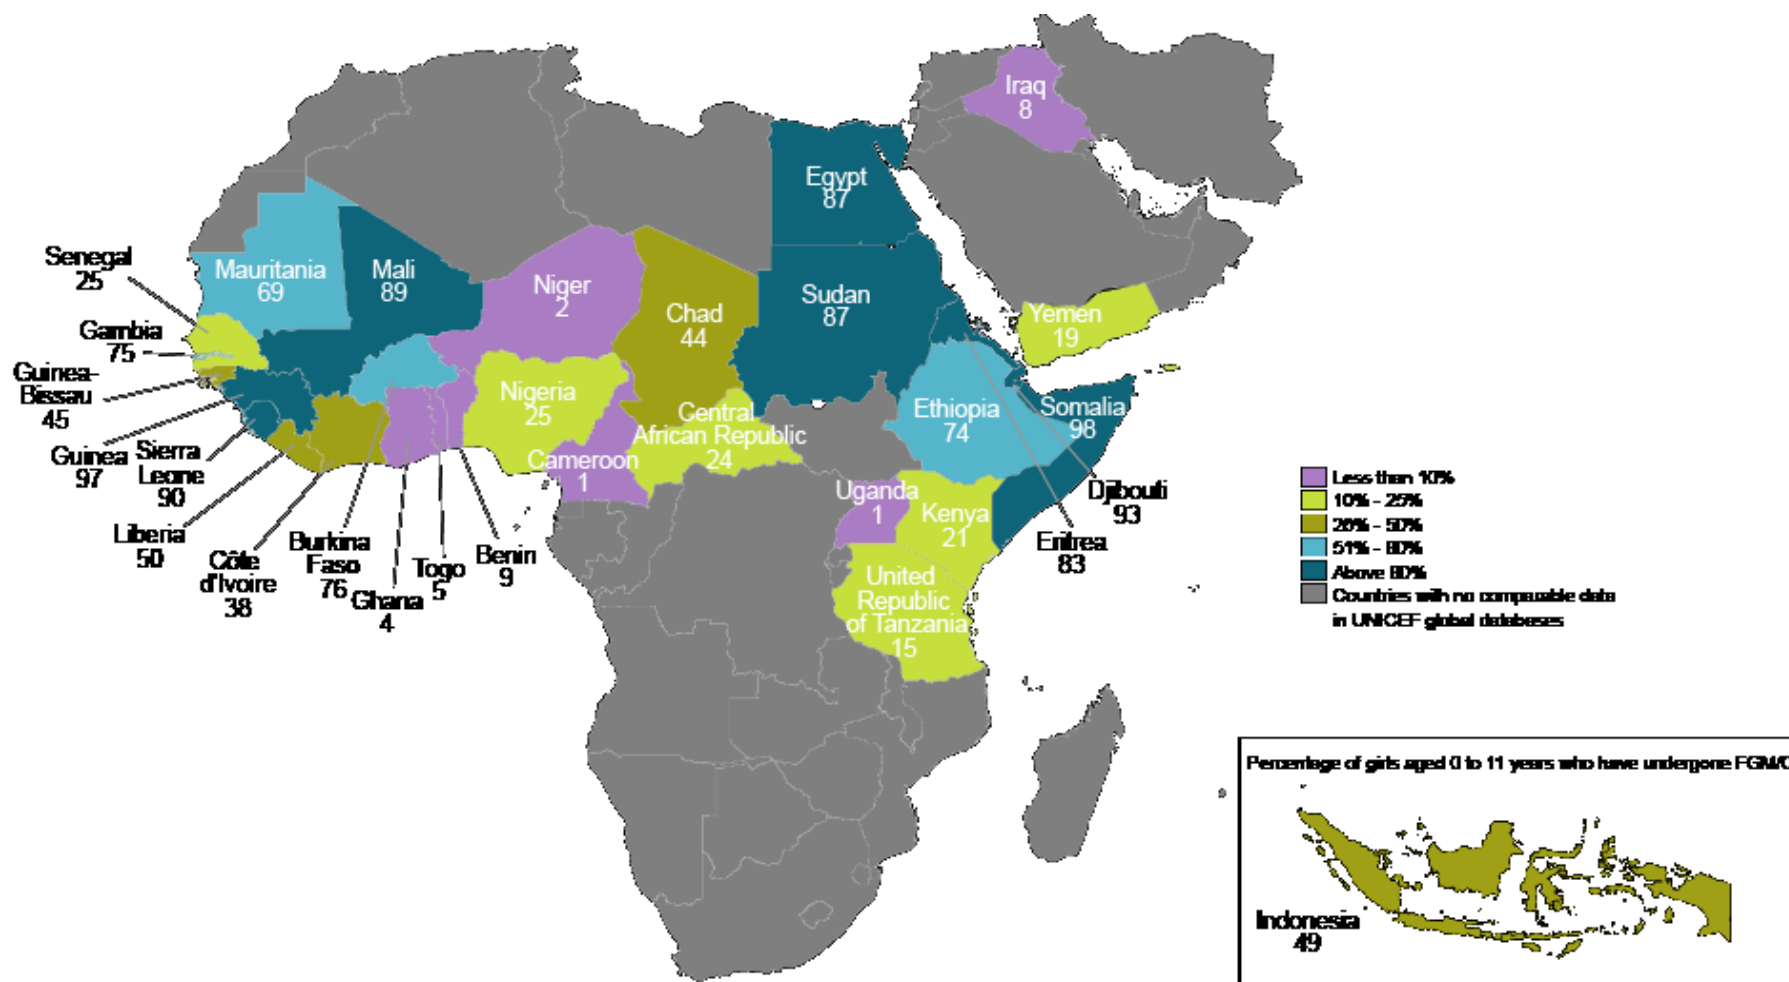 Iraq
8
Egypt
87
Senegal
25
Mauritania
69
Mali
89
Niger
2
Chad
44
Sudan
87
Yemen
19
Gambia
75
Guinea-
Bissau
45
Nigeria
25
Central
African Republic
24
Ethiopia
74
Somalia
98
Guinea
97
Sierra
Leone
90
Cameroon
1
Uganda
1
Kenya
21
Djibouti
93
Eritrea
83
Liberia
50
Côte
d'Ivoire
38
Burkina
Faso
76
Ghana
4
Togo
5
Benin
9
United
Republic
of Tanzania
15
Less than 10%
10% - 25%
26% - 50%
51% - 80%
Above 80%
Countries with no comparable data
in UNICEF global databases
Percentage of girls aged 0 to 11 years who have undergone FGM/C
Indonesia
49